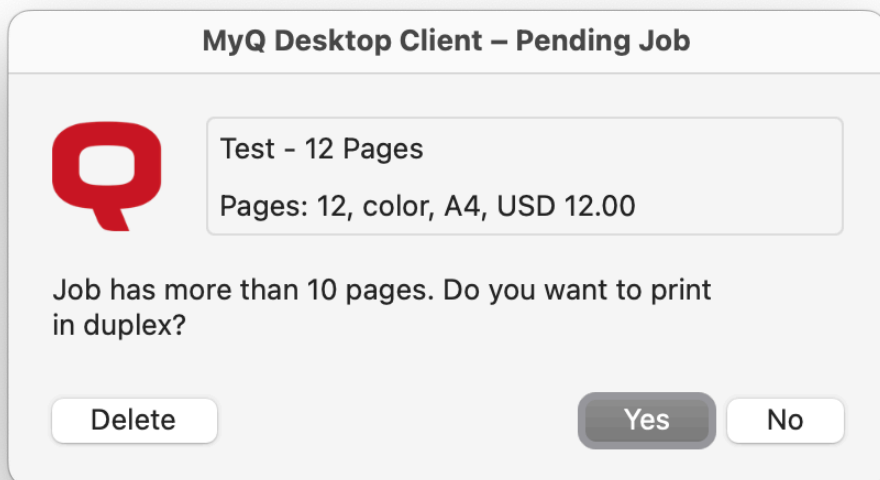 MyQ Desktop Client – Pending Job
Test - 12 Pages
Pages: 12, color, A4, USD 12.00
Job has more than 10 pages. Do you want to print
in duplex?
Delete
Yes
No